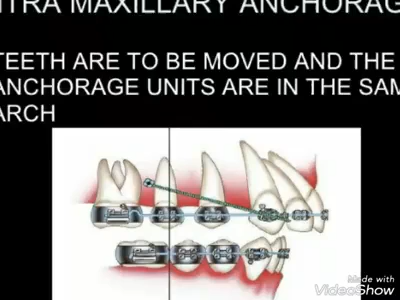 NTRA MAXILLARY ANCHORAG
TEETH ARE TO BE MOVED AND THE
ANCHORAGE UNITS ARE IN THE SAM
ARCH
Made with
VideoShow